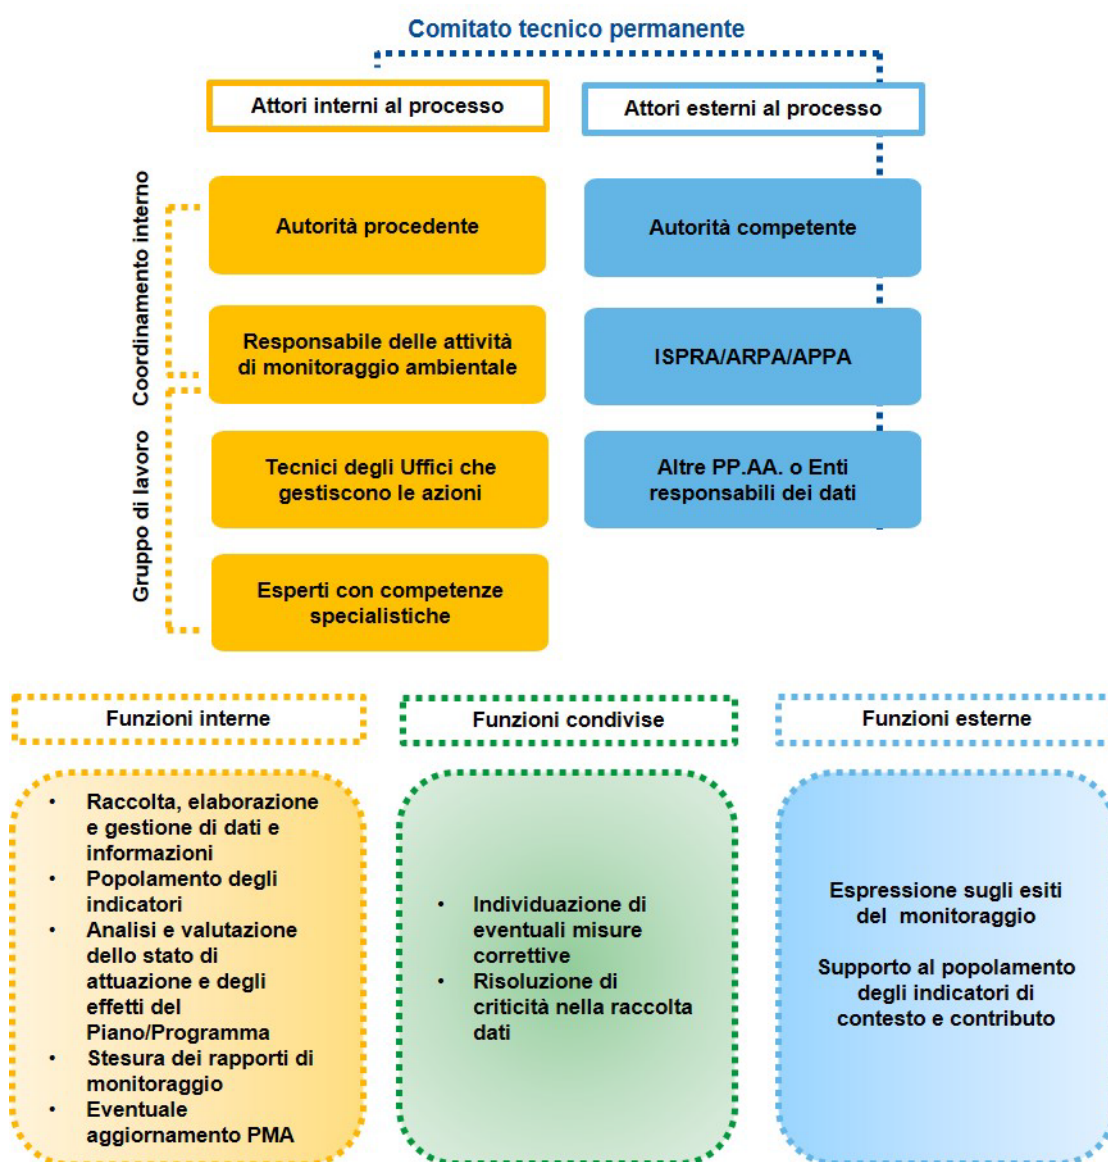 Comitato tecnico permanente
Attori interni al processo
Attori esterni al processo
Coordinamento interno
Gruppo di lavoro
Autorità procedente
Autorità competente
Responsabile delle attività
di monitoraggio ambientale
ISPRA/ARPA/APPA
Tecnici degli Uffici che
gestiscono le azioni
Altre PP.AA. o Enti
responsabili dei dati
Esperti con competenze
specialistiche
Funzioni interne
Funzioni condivise
Funzioni esterne
• Raccolta, elaborazione
e gestione di dati e
informazioni
• Popolamento degli
indicatori
• Analisi e valutazione
dello stato di
attuazione e degli
effetti del
Piano/Programma
• Stesura dei rapporti di
monitoraggio
• Eventuale
aggiornamento PMA
• Individuazione di
eventuali misure
correttive
• Risoluzione di
criticità nella raccolta
dati
Espressione sugli esiti
del monitoraggio
Supporto al popolamento
degli indicatori di
contesto e contributo